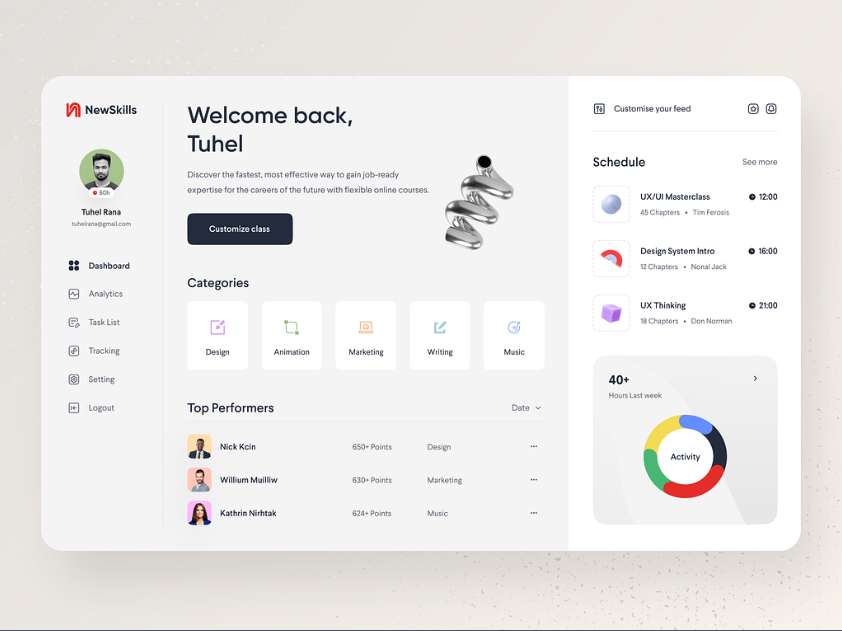 NewSkills
60h
Tuhel Rana
tuhelrana@gmail.com
Dashboard
Analytics
Task List
Tracking
Setting
Logout
Welcome back,
Tuhel
Discover the fastest, most effective way to gain job-ready
expertise for the careers of the future with flexible online courses.
Customize class
Categories
Design
Animation
Marketing
Writing
Music
Top Performers
Date
Nick Kcin 650+ Points Design
Willium Muilliw 630+ Points Marketing
Kathrin Nirhtak 624+ Points Music
Customise your feed
Schedule See more
UX/UI Masterclass 12:00
45 Chapters • Tim Ferosis
Design System Intro 16:00
12 Chapters • Nonal Jack
UX Thinking 21:00
18 Chapters • Don Norman
40+
Hours Last week
Activity